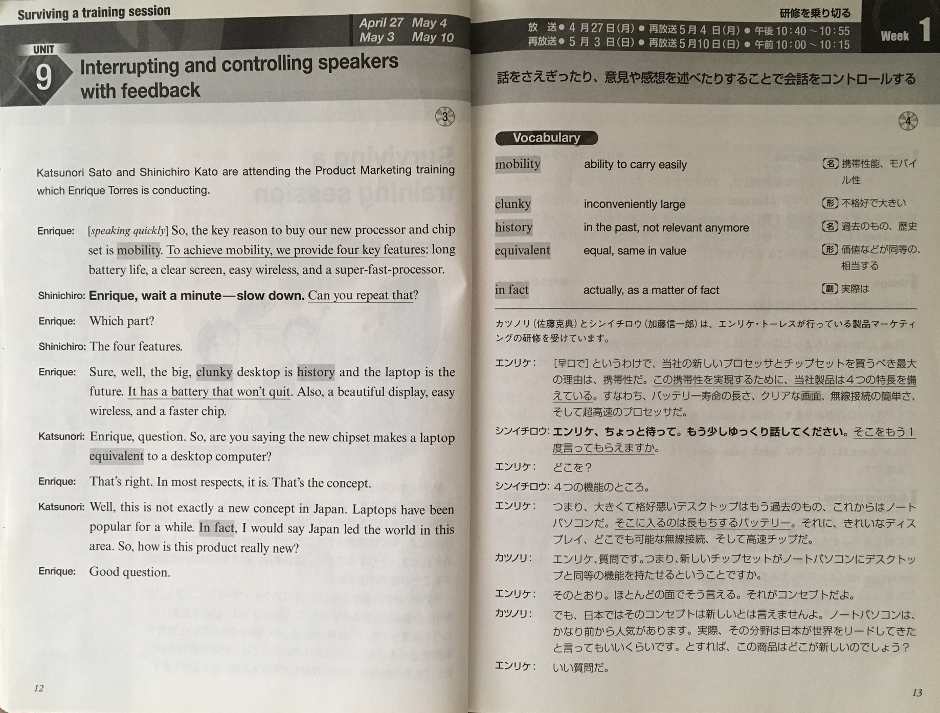 Surviving a training session
April 27 May 4
May 3 May 10
UNIT
9
Interrupting and controlling speakers
with feedback
3
Katsunori Sato and Shinichiro Kato are attending the Product Marketing training
which Enrique Torres is conducting.
Enrique: [speaking quickly] So, the key reason to buy our new processor and chip
set is mobility. To achieve mobility, we provide four key features: long
battery life, a clear screen, easy wireless, and a super-fast-processor.
Shinichiro: Enrique, wait a minute—slow down. Can you repeat that?
Enrique: Which part?
Shinichiro: The four features.
Enrique: Sure, well, the big, clunky desktop is history and the laptop is the
future. It has a battery that won't quit. Also, a beautiful display, easy
wireless, and a faster chip.
Katsunori: Enrique, question. So, are you saying the new chipset makes a laptop
equivalent to a desktop computer?
Enrique: That's right. In most respects, it is. That's the concept.
Katsunori: Well, this is not exactly a new concept in Japan. Laptops have been
popular for a while. In fact, I would say Japan led the world in this
area. So, how is this product really new?
Enrique: Good question.
12
研修を乗り切る
放 送● 4 月27日(月)● 再放送5 月 4 日(月)● 午後 10:40 ～ 10:55
再放送● 5 月 3 日(日)● 再放送5月10日(日)● 午前 10:00 ～ 10:15
Week 1
話をさえぎったり、意見や感想を述べたりすることで会話をコントロールする
4
Vocabulary
mobility ability to carry easily 〔名〕携帯性能、モバイ
ル性
clunky inconveniently large 〔形〕不格好で大きい
history in the past, not relevant anymore 〔名〕過去のもの、歴史
equivalent equal, same in value 〔形〕価値などが同等の、
相当する
in fact actually, as a matter of fact 〔副〕実際は
カツノリ(佐藤克典)とシンイチロウ(加藤信一郎)は、エンリケ・トーレスが行っている製品マーケティ
ングの研修を受けています。
エンリケ: [早口で] というわけで、当社の新しいプロセッサとチップセットを買うべき最大
の理由は、携帯性だ。この携帯性を実現するために、当社製品は4つの特長を備
えている。すなわち、バッテリー寿命の長さ、クリアな画面、無線接続の簡単さ、
そして超高速のプロセッサだ。
シンイチロウ: エンリケ、ちょっと待って。もう少しゆっくり話してください。そこをもう1
度言ってもらえますか。
エンリケ: どこを?
シンイチロウ: 4つの機能のところ。
エンリケ: つまり、大きくて格好悪いデスクトップはもう過去のもの、これからはノート
パソコンだ。そこに入るのは長もちするバッテリー。それに、きれいなディス
プレイ、どこでも可能な無線接続、そして高速チップだ。
カツノリ: エンリケ、質問です。つまり、新しいチップセットがノートパソコンにデスクトッ
プと同等の機能を持たせるということですか。
エンリケ: そのとおり。ほとんどの面でそう言える。それがコンセプトだよ。
カツノリ: でも、日本ではそのコンセプトは新しいとは言えませんよ。ノートパソコンは、
かなり前から人気があります。実際、その分野は日本が世界をリードしてきた
と言ってもいいくらいです。とすれば、この商品はどこが新しいのでしょう?
エンリケ: いい質問だ。
13